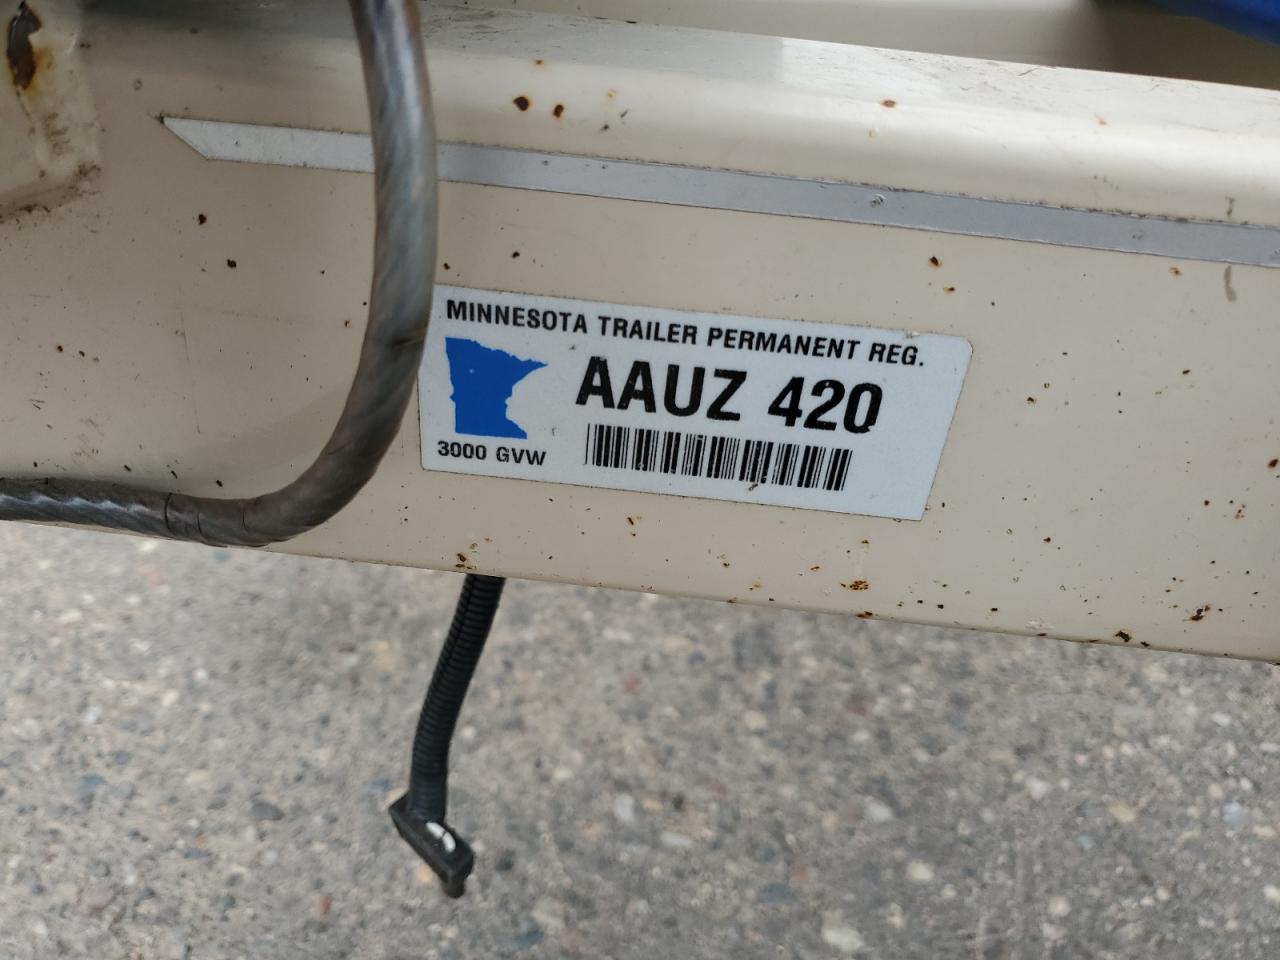 MINNESOTA TRAILER PERMANENT REG.
AAUZ 420
3000 GVW